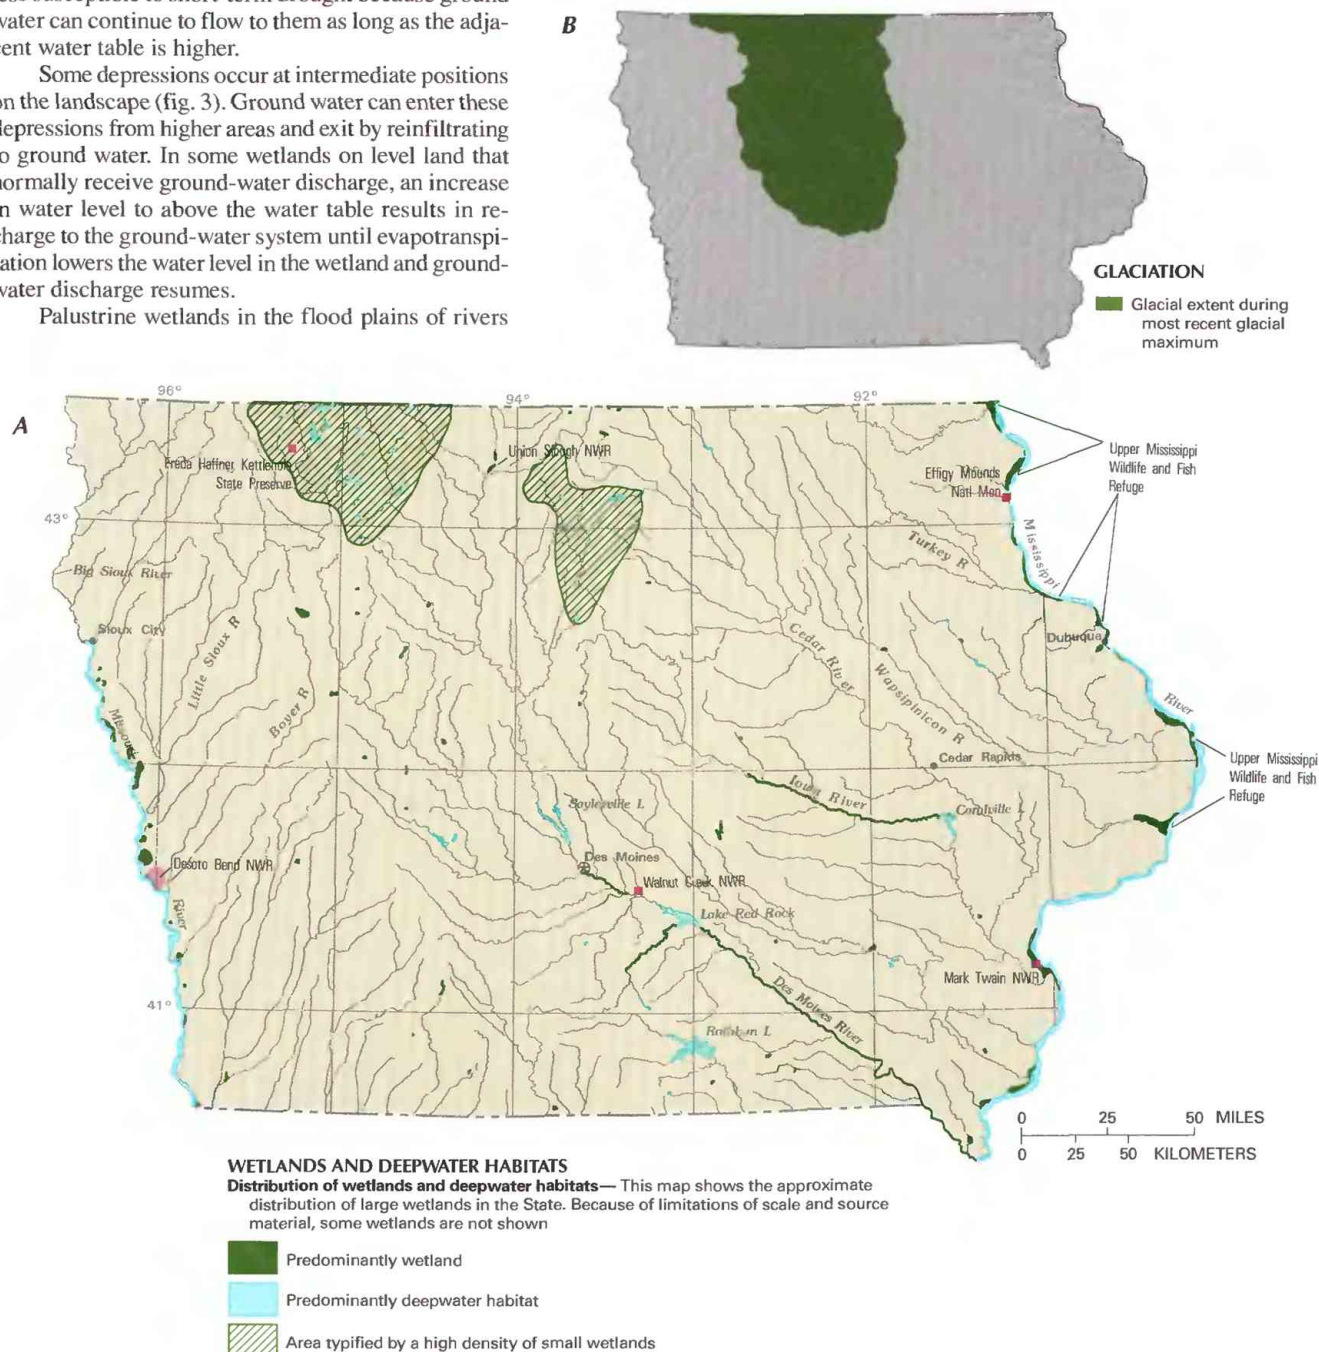 water can continue to flow to them as long as the adja-
cent water table is higher.
Some depressions occur at intermediate positions
on the landscape (fig. 3). Ground water can enter these
depressions from higher areas and exit by reinfiltrating
to ground water. In some wetlands on level land that
normally receive ground-water discharge, an increase
in water level to above the water table results in re-
charge to the ground-water system until evapotranspi-
ration lowers the water level in the wetland and ground-
water discharge resumes.
Palustrine wetlands in the flood plains of rivers
B
GLACIATION
Glacial extent during
most recent glacial
maximum
A
96°
94°
92°
43°
41°
Freda Haffner Kettlehole
State Preserve
Union Slough NWR
Effigy Mounds
Natl Mon
Upper Mississippi
Wildlife and Fish
Refuge
Mississippi
Turkey R
Big Sioux River
Sioux City
Little Sioux R
Boyer R
Missouri
River
Cedar River
Wapsipinicon R
Dubuque
River
Cedar Rapids
Upper Mississippi
Wildlife and Fish
Refuge
Iowa River
Coralville L
Saylorville L
Des Moines
Desoto Bend NWR
Walnut Creek NWR
Lake Red Rock
Mark Twain NWR
Des Moines River
Rathbun L
0 25 50 MILES
0 25 50 KILOMETERS
WETLANDS AND DEEPWATER HABITATS
Distribution of wetlands and deepwater habitats— This map shows the approximate
distribution of large wetlands in the State. Because of limitations of scale and source
material, some wetlands are not shown
Predominantly wetland
Predominantly deepwater habitat
Area typified by a high density of small wetlands